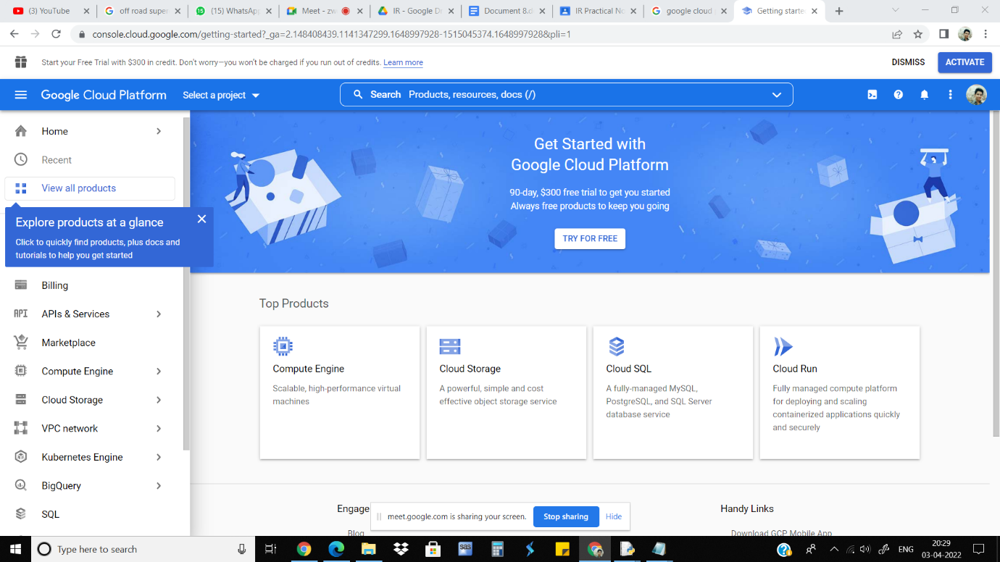 (3) YouTube
off road super
(15) WhatsApp
Meet - zw
IR - Google Dr
Document 8.d
IR Practical No
google cloud
Getting starte
console.cloud.google.com/getting-started?_ga=2.148408439.1141347299.1648997928-1515045374.1648997928&pli=1
Start your Free Trial with $300 in credit. Don't worry—you won't be charged if you run out of credits. Learn more
DISMISS
ACTIVATE
Google Cloud Platform
Select a project
Search Products, resources, docs (/)
Home
Recent
View all products
Explore products at a glance
Click to quickly find products, plus docs and
tutorials to help you get started
Billing
API
APIs & Services
Marketplace
Compute Engine
Cloud Storage
VPC network
Kubernetes Engine
BigQuery
SQL
Get Started with
Google Cloud Platform
90-day, $300 free trial to get you started
Always free products to keep you going
TRY FOR FREE
Top Products
Compute Engine
Scalable, high-performance virtual
machines
Cloud Storage
A powerful, simple and cost
effective object storage service
Cloud SQL
A fully-managed MySQL,
PostgreSQL, and SQL Server
database service
Cloud Run
Fully managed compute platform
for deploying and scaling
containerized applications quickly
and securely
Engage
Blog
Handy Links
Download GCP Mobile App
meet.google.com is sharing your screen.
Stop sharing
Hide
Type here to search
sas
ENG
20:29
03-04-2022